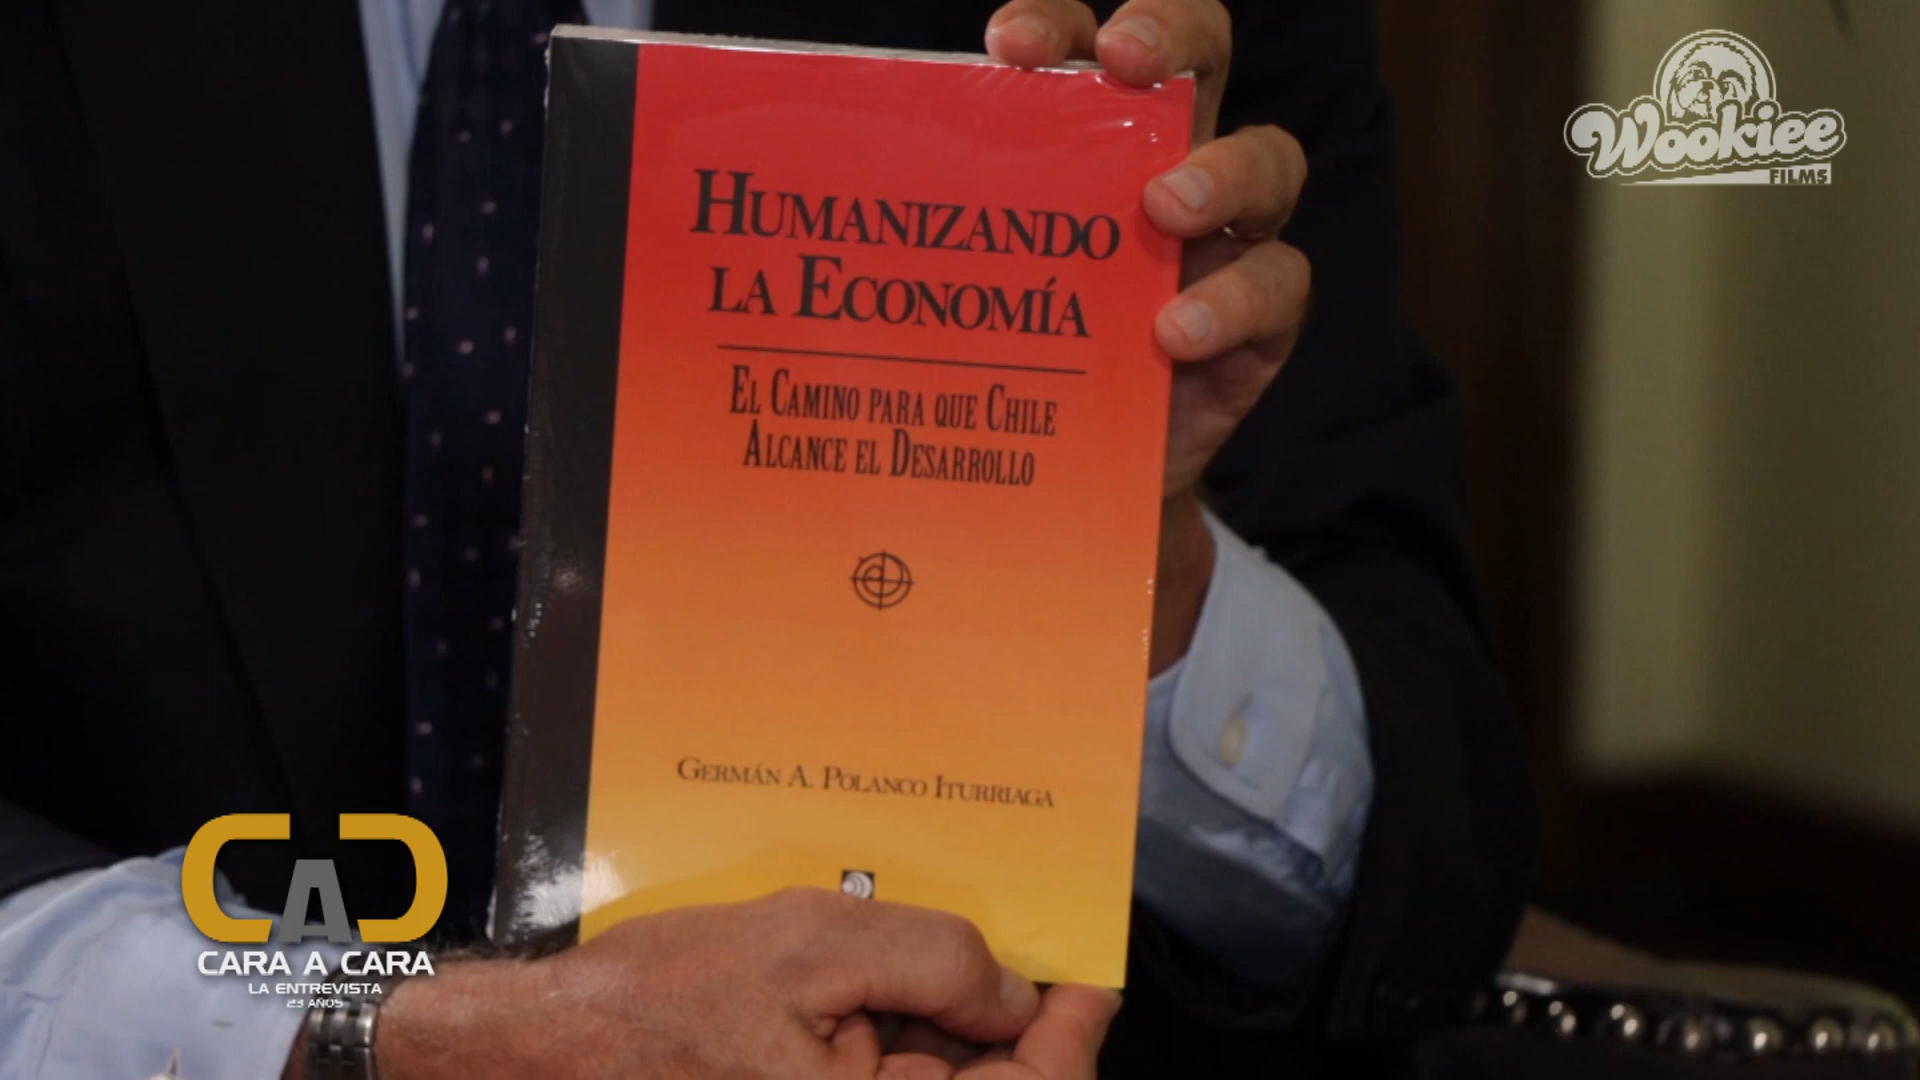 Wookiee
FILMS
HUMANIZANDO
LA ECONOMÍA
EL CAMINO PARA QUE CHILE
ALCANCE EL DESARROLLO
GERMÁN A. POLANCO ITURRIAGA
CAC
CARA A CARA
LA ENTREVISTA
23 AÑOS